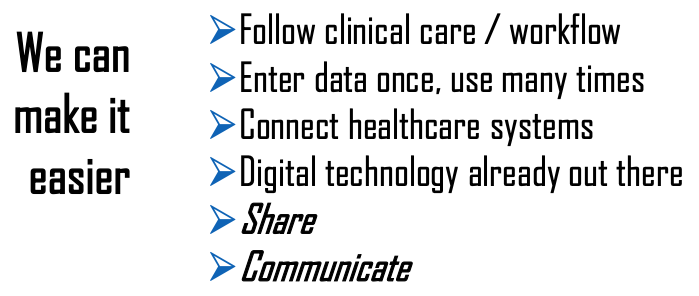 We can
make it
easier
Follow clinical care / workflow
Enter data once, use many times
Connect healthcare systems
Digital technology already out there
Share
Communicate